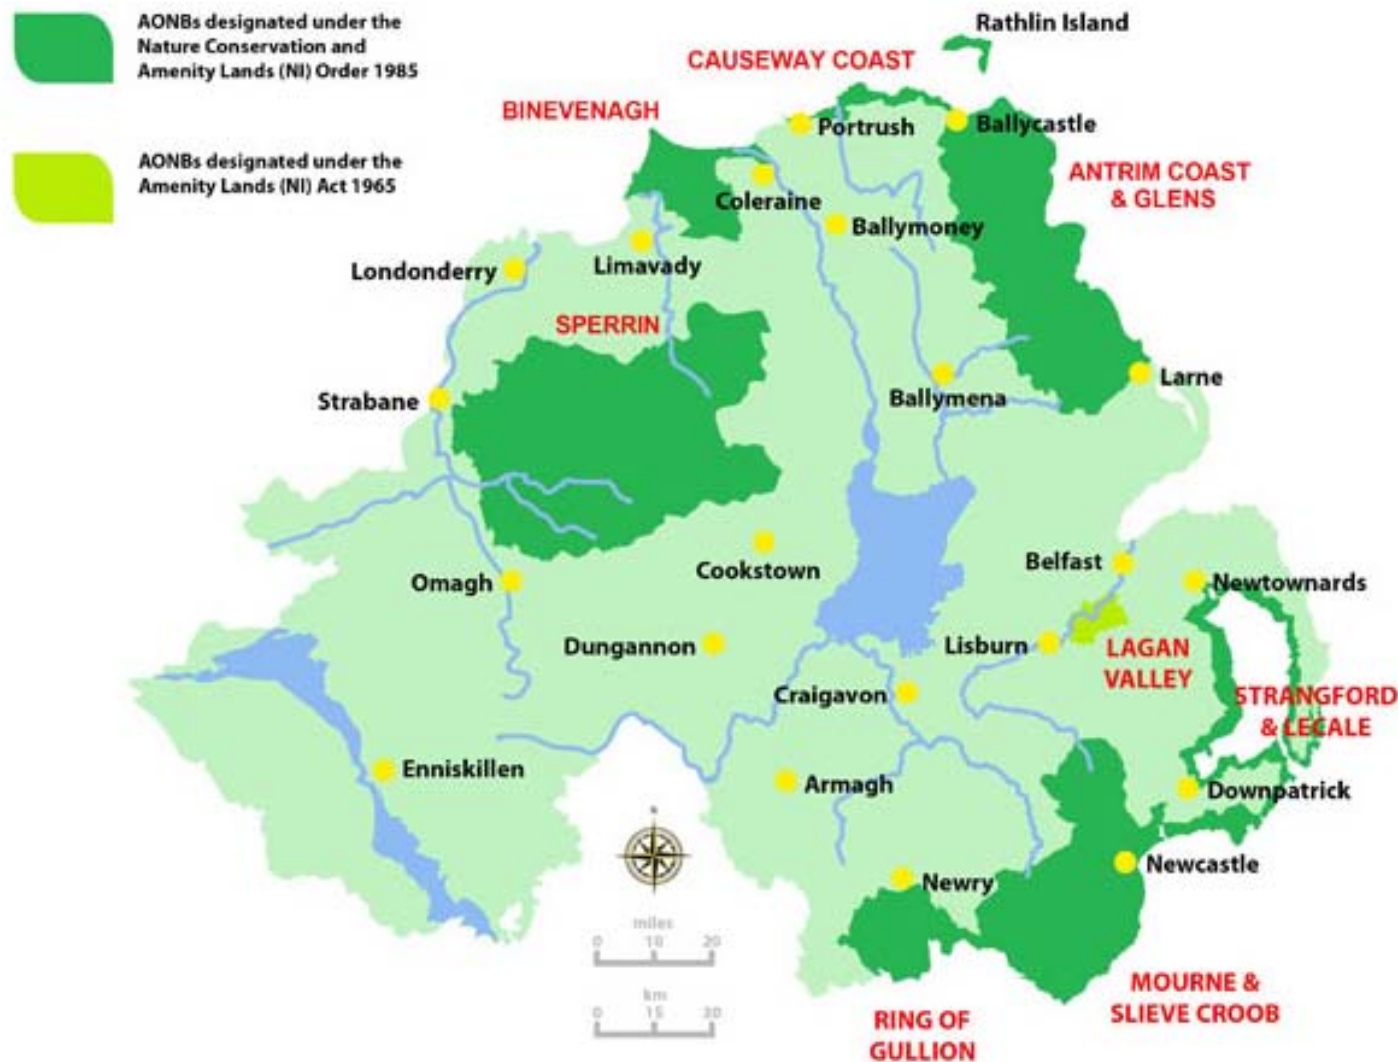 AONBs designated under the
Nature Conservation and
Amenity Lands (NI) Order 1985
AONBs designated under the
Amenity Lands (NI) Act 1965
Rathlin Island
CAUSEWAY COAST
BINEVENAGH
Portrush
Ballycastle
ANTRIM COAST
& GLENS
Coleraine
Ballymoney
Londonderry
Limavady
SPERRIN
Strabane
Ballymena
Larne
Cookstown
Belfast
Omagh
Newtownards
Dungannon
Lisburn
LAGAN
VALLEY
Craigavon
STRANGFORD
& LECALE
Enniskillen
Armagh
Downpatrick
Newcastle
Newry
miles
0 10 20
km
0 15 30
MOURNE &
SLIEVE CROOB
RING OF
GULLION